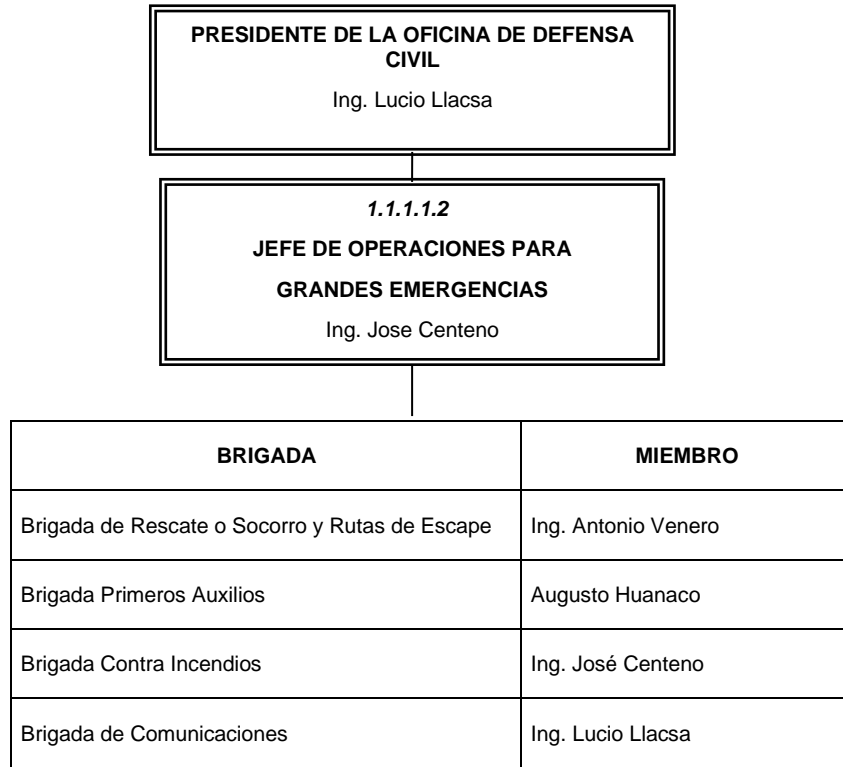 PRESIDENTE DE LA OFICINA DE DEFENSA
CIVIL
Ing. Lucio Llacsa
1.1.1.1.2
JEFE DE OPERACIONES PARA
GRANDES EMERGENCIAS
Ing. Jose Centeno
BRIGADA MIEMBRO
Brigada de Rescate o Socorro y Rutas de Escape Ing. Antonio Venero
Brigada Primeros Auxilios Augusto Huanaco
Brigada Contra Incendios Ing. José Centeno
Brigada de Comunicaciones Ing. Lucio Llacsa